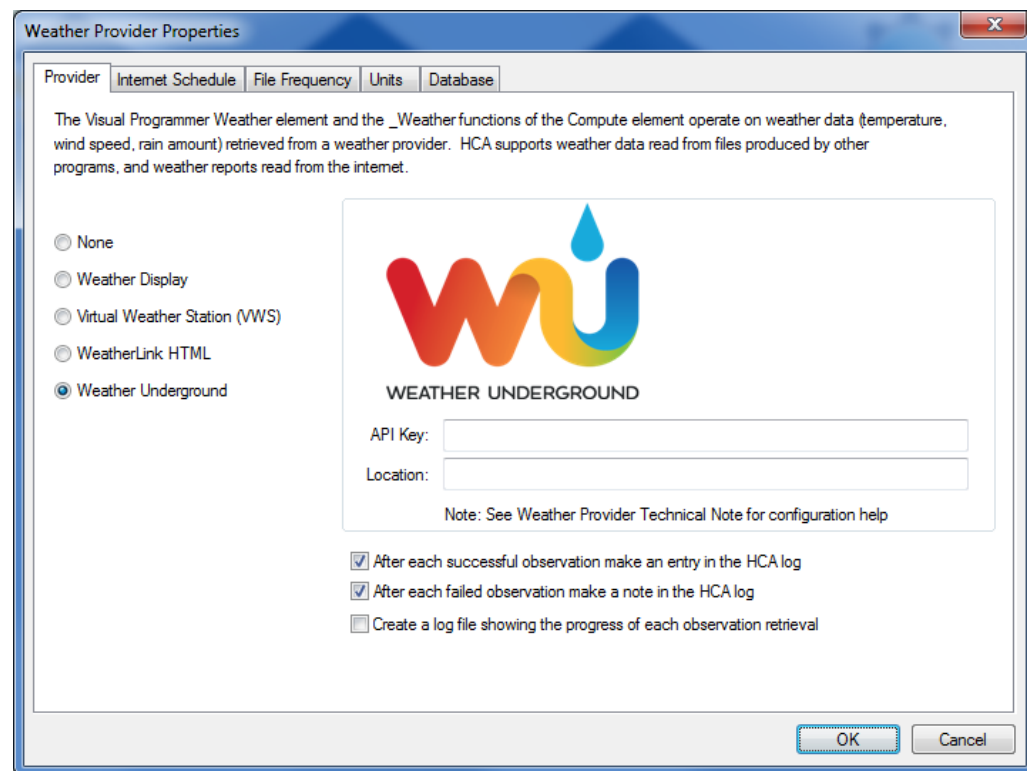 Weather Provider Properties
Provider Internet Schedule File Frequency Units Database
The Visual Programmer Weather element and the _Weather functions of the Compute element operate on weather data (temperature,
wind speed, rain amount) retrieved from a weather provider.  HCA supports weather data read from files produced by other
programs, and weather reports read from the internet.
None
Weather Display
Virtual Weather Station (VWS)
WeatherLink HTML
Weather Underground
WU
WEATHER UNDERGROUND
API Key:
Location:
Note: See Weather Provider Technical Note for configuration help
After each successful observation make an entry in the HCA log
After each failed observation make a note in the HCA log
Create a log file showing the progress of each observation retrieval
OK Cancel